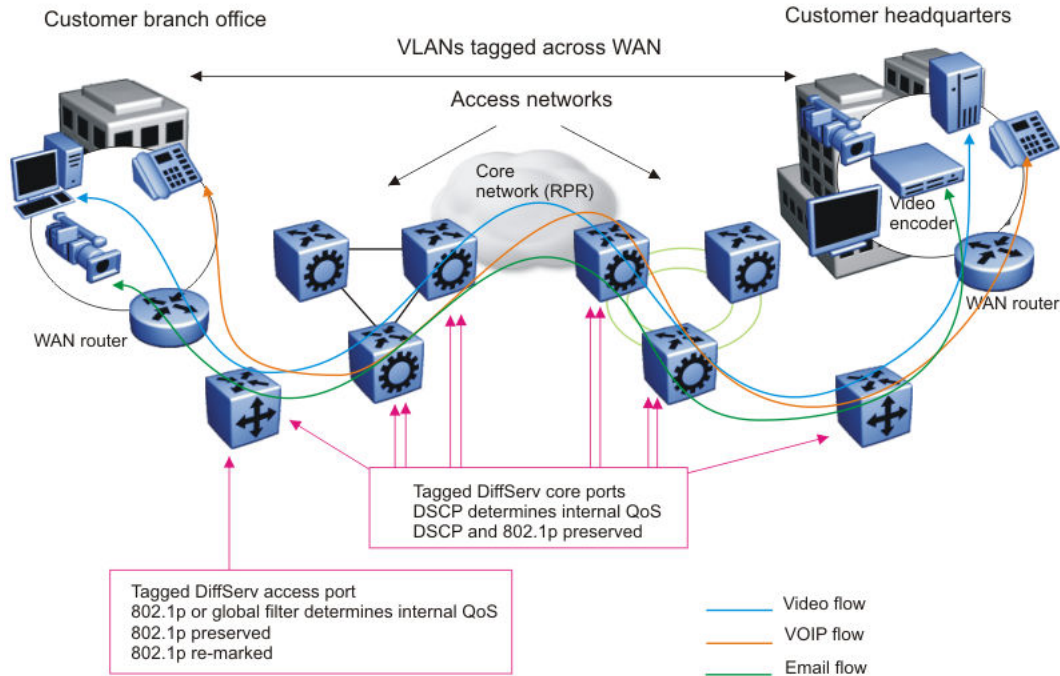 Customer branch office
Customer headquarters
VLANs tagged across WAN
Access networks
Core
network (RPR)
Video
encoder
WAN router
WAN router
Tagged DiffServ core ports
DSCP determines internal QoS
DSCP and 802.1p preserved
Tagged DiffServ access port
802.1p or global filter determines internal QoS
802.1p preserved
802.1p re-marked
Video flow
VOIP flow
Email flow